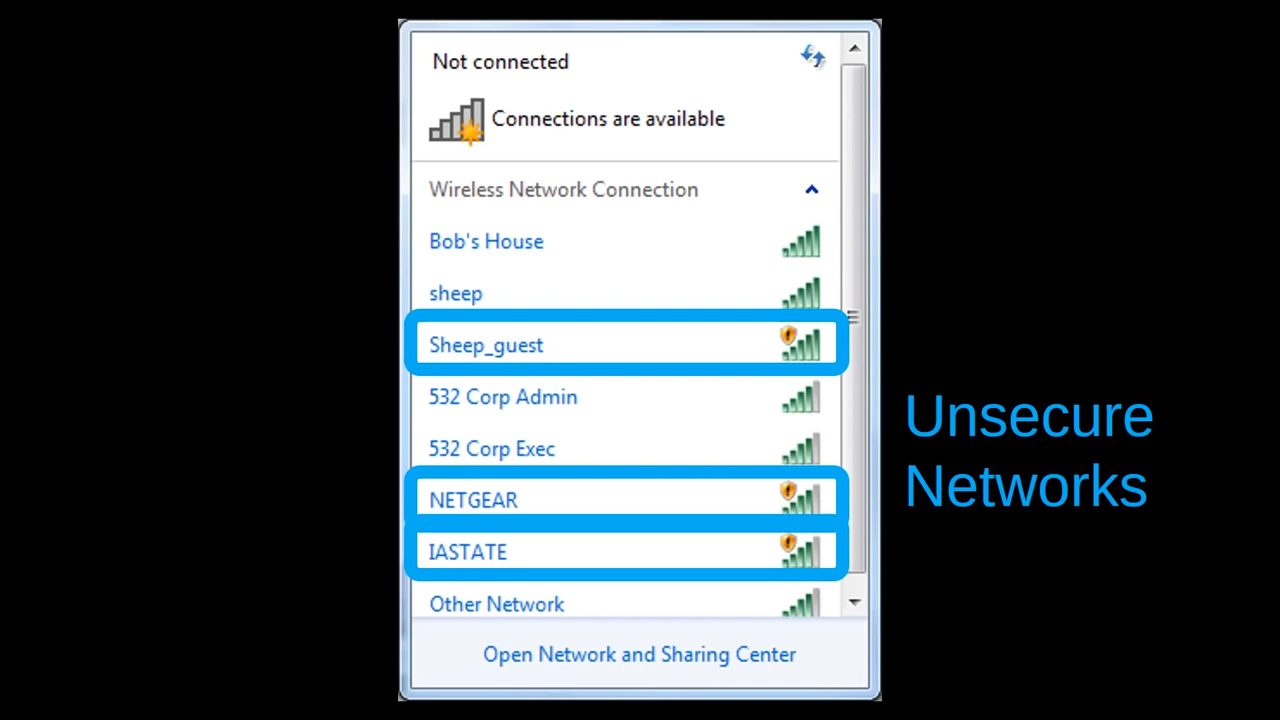 Not connected
Connections are available
Wireless Network Connection
Bob's House
sheep
Sheep_guest
532 Corp Admin
532 Corp Exec
NETGEAR
IASTATE
Other Network
Open Network and Sharing Center
Unsecure
Networks